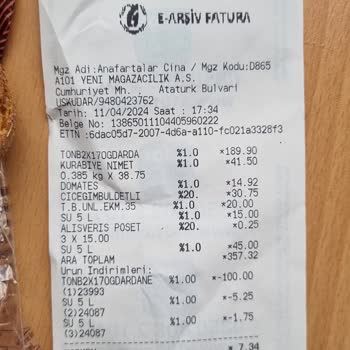 E-ARŞİV FATURA
Mgz Adi:Anafartalar Cina / Mgz Kodu:D865
A101 YENİ MAGAZACILIK A.S.
Cumhuriyet Mh. Ataturk Bulvari
USKUDAR/9480423762
Tarih: 11/04/2024 Saat : 17:34
Belge No: 13865011104405960222
ETTN :6dac05d7-2007-4d6a-a110-fc021a3328f3
TONB2X170GDARDA %1.0 *189.90
KURABIYE NIMET %1.0 *41.50
0.385 kg X 38.75
DOMATES %1.0 *14.92
CICEGIMBULDETLI %20. *30.75
T.B.UNL.EKM.35 %1.0 *20.00
SU 5 L %1.0 *15.00
ALISVERIS POSET %20. *0.25
3 X 15.00
SU 5 L %1.0 *45.00
ARA TOPLAM *357.32
Urun Indirimleri:
TONB2X170GDARDANE %1.00 *-100.00
(1)23993
SU 5 L %1.00 *-5.25
(2)24087
SU 5 L %1.00 *-1.75
(3)24087
* 7.34